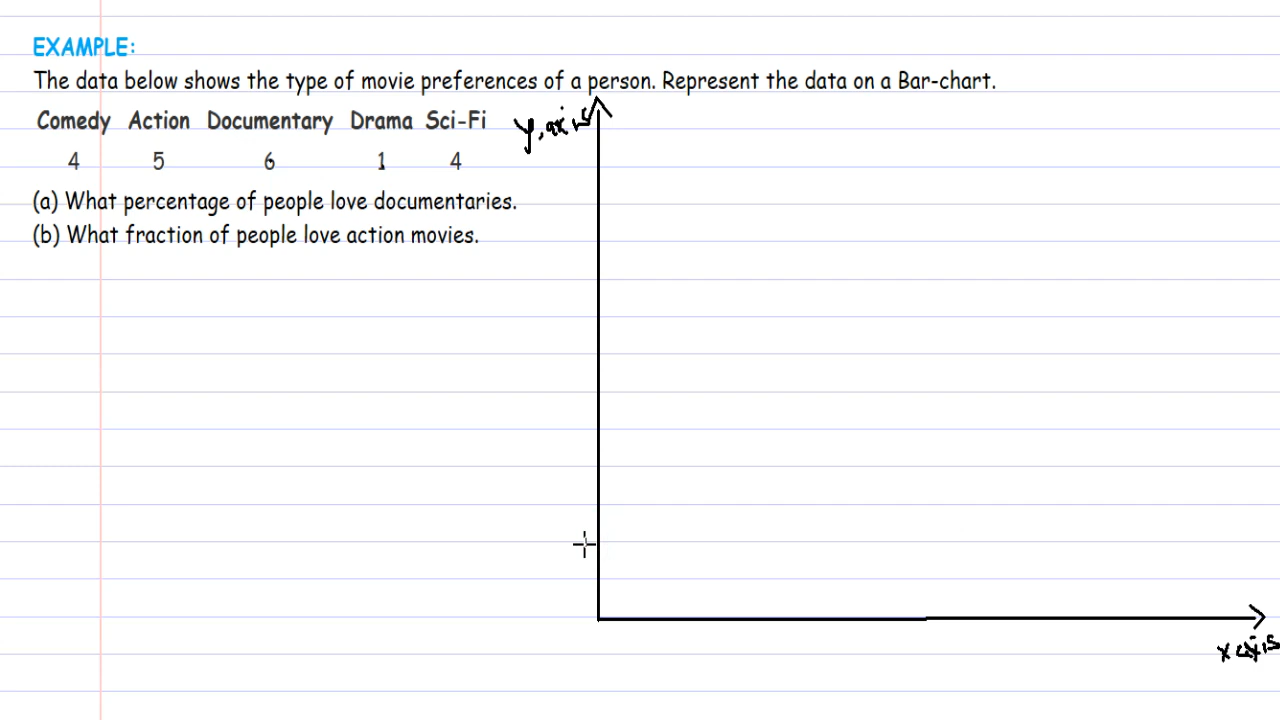 EXAMPLE:
The data below shows the type of movie preferences of a person. Represent the data on a Bar-chart.
Comedy Action Documentary Drama Sci-Fi
4 5 6 1 4
(a) What percentage of people love documentaries.
(b) What fraction of people love action movies.
y, axis
x axis